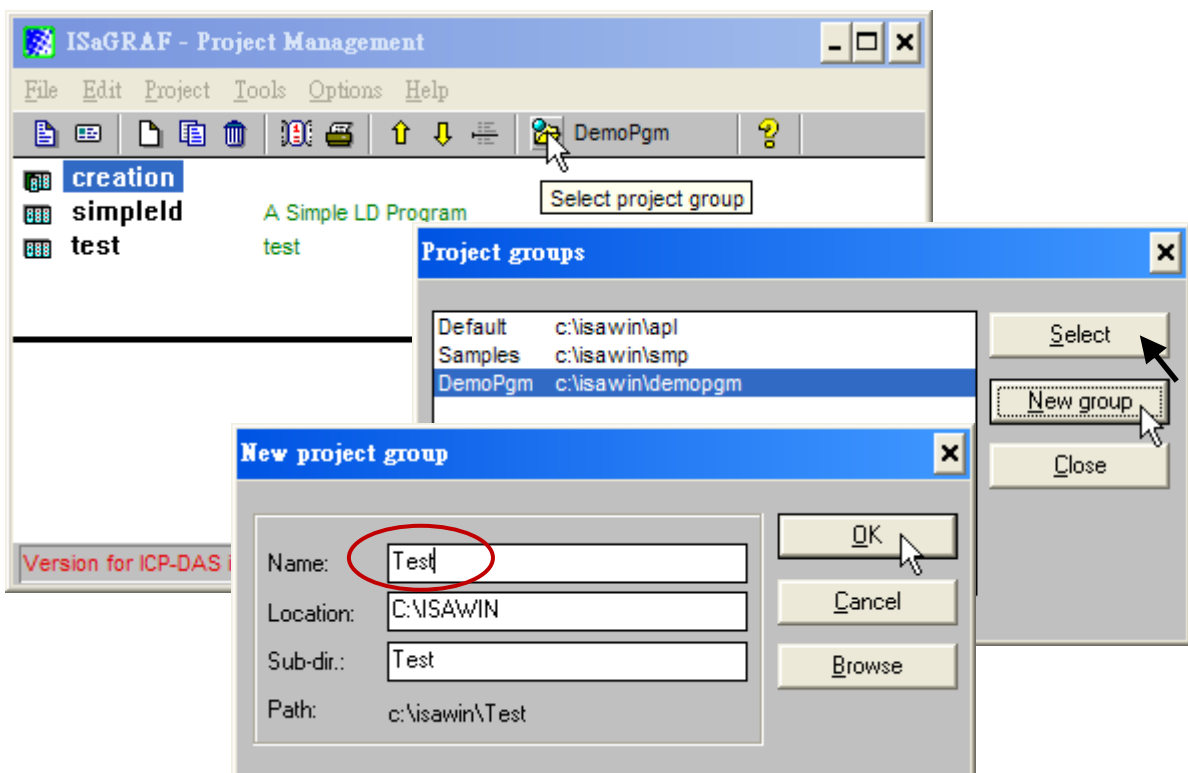 ISaGRAF - Project Management
File Edit Project Tools Options Help
DemoPgm
Select project group
creation
simpleld A Simple LD Program
test test
Version for ICP-DAS
Project groups
Default c:\isawin\apl
Samples c:\isawin\smp
DemoPgm c:\isawin\demopgm
Select
New group
Close
New project group
Name: Test
Location: C:\ISAWIN
Sub-dir.: Test
Path: c:\isawin\Test
OK
Cancel
Browse